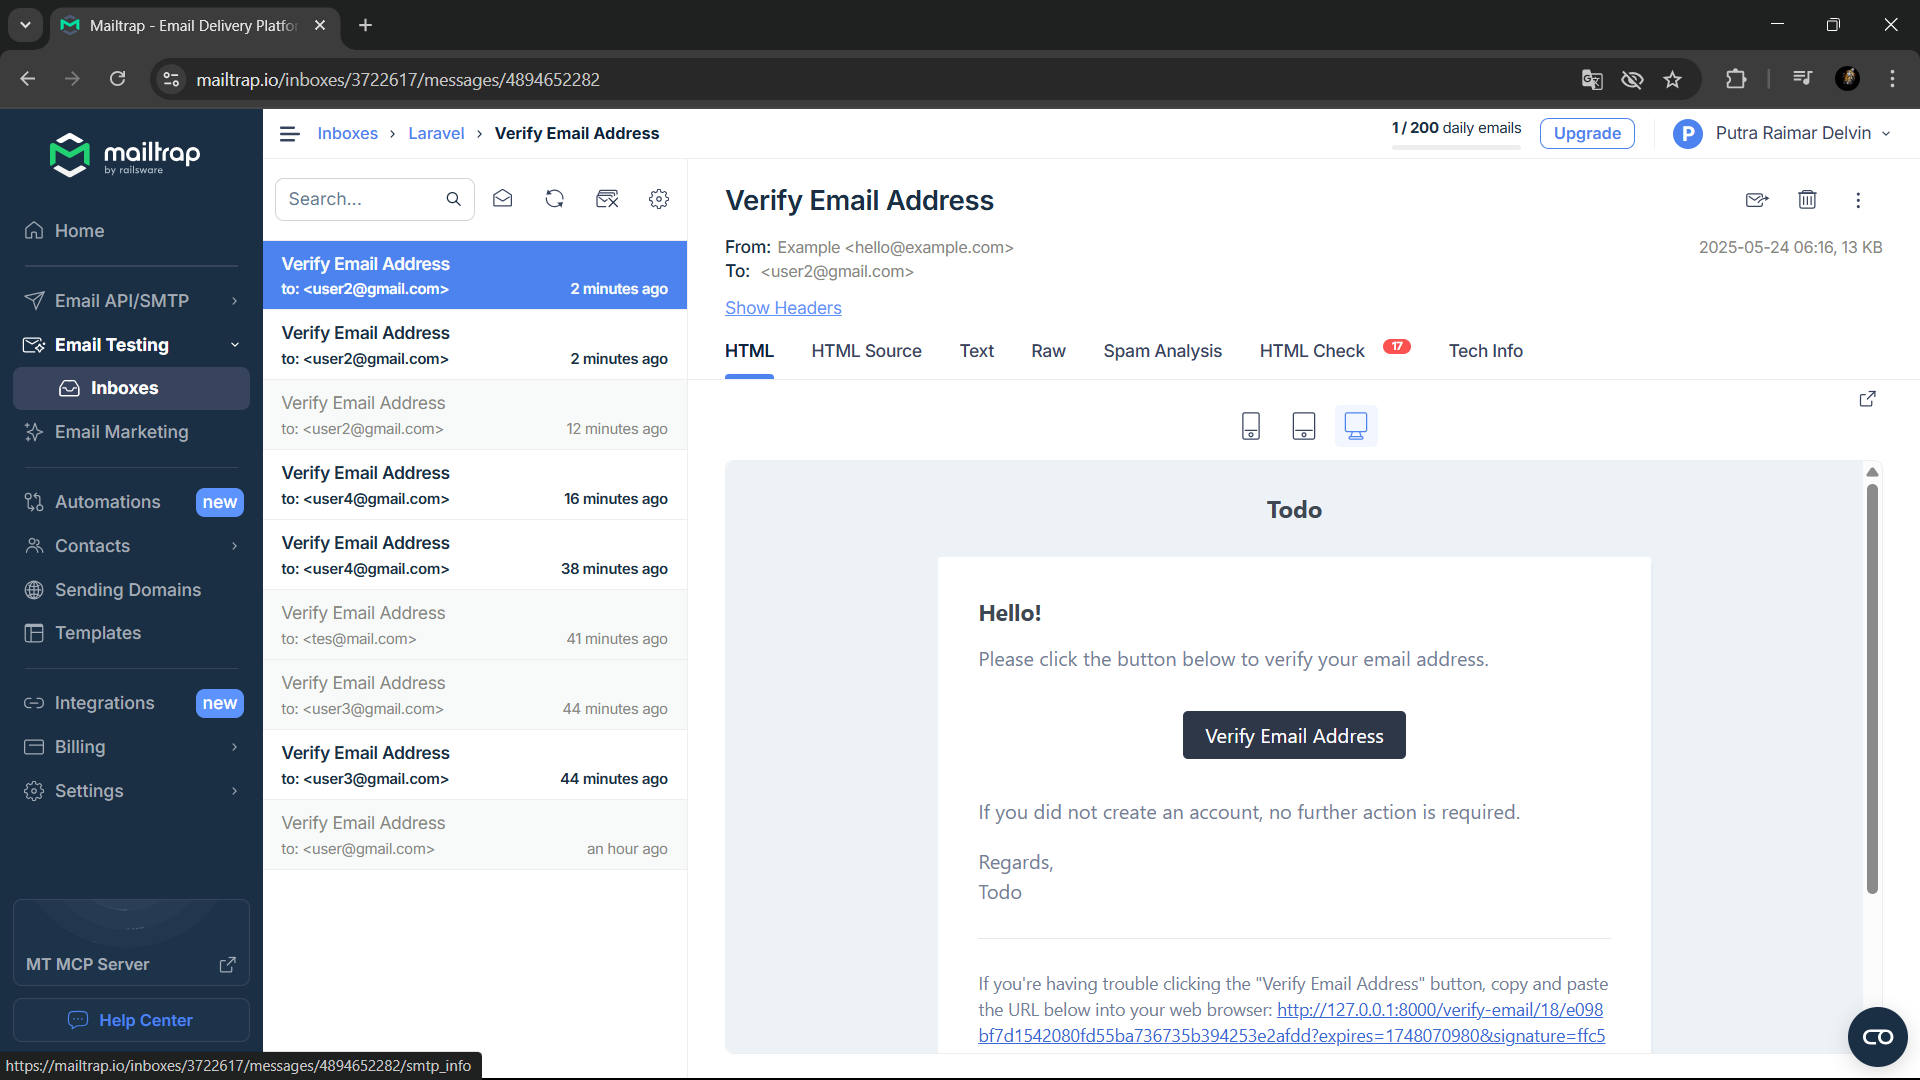 Mailtrap - Email Delivery Platfor
mailtrap.io/inboxes/3722617/messages/4894652282
mailtrap
by railsware
Home
Email API/SMTP
Email Testing
Inboxes
Email Marketing
Automations new
Contacts
Sending Domains
Templates
Integrations new
Billing
Settings
MT MCP Server
Help Center
https://mailtrap.io/inboxes/3722617/messages/4894652282/smtp_info
Inboxes › Laravel › Verify Email Address
1 / 200 daily emails
Upgrade
P Putra Raimar Delvin
Search...
Verify Email Address
to: <user2@gmail.com> 2 minutes ago
Verify Email Address
to: <user2@gmail.com> 2 minutes ago
Verify Email Address
to: <user2@gmail.com> 12 minutes ago
Verify Email Address
to: <user4@gmail.com> 16 minutes ago
Verify Email Address
to: <user4@gmail.com> 38 minutes ago
Verify Email Address
to: <tes@mail.com> 41 minutes ago
Verify Email Address
to: <user3@gmail.com> 44 minutes ago
Verify Email Address
to: <user3@gmail.com> 44 minutes ago
Verify Email Address
to: <user@gmail.com> an hour ago
Verify Email Address
From: Example <hello@example.com> 2025-05-24 06:16, 13 KB
To: <user2@gmail.com>
Show Headers
HTML HTML Source Text Raw Spam Analysis HTML Check 17 Tech Info
Todo
Hello!
Please click the button below to verify your email address.
Verify Email Address
If you did not create an account, no further action is required.
Regards,
Todo
If you're having trouble clicking the "Verify Email Address" button, copy and paste
the URL below into your web browser: http://127.0.0.1:8000/verify-email/18/e098
bf7d1542080fd55ba736735b394253e2afdd?expires=1748070980&signature=ffc5